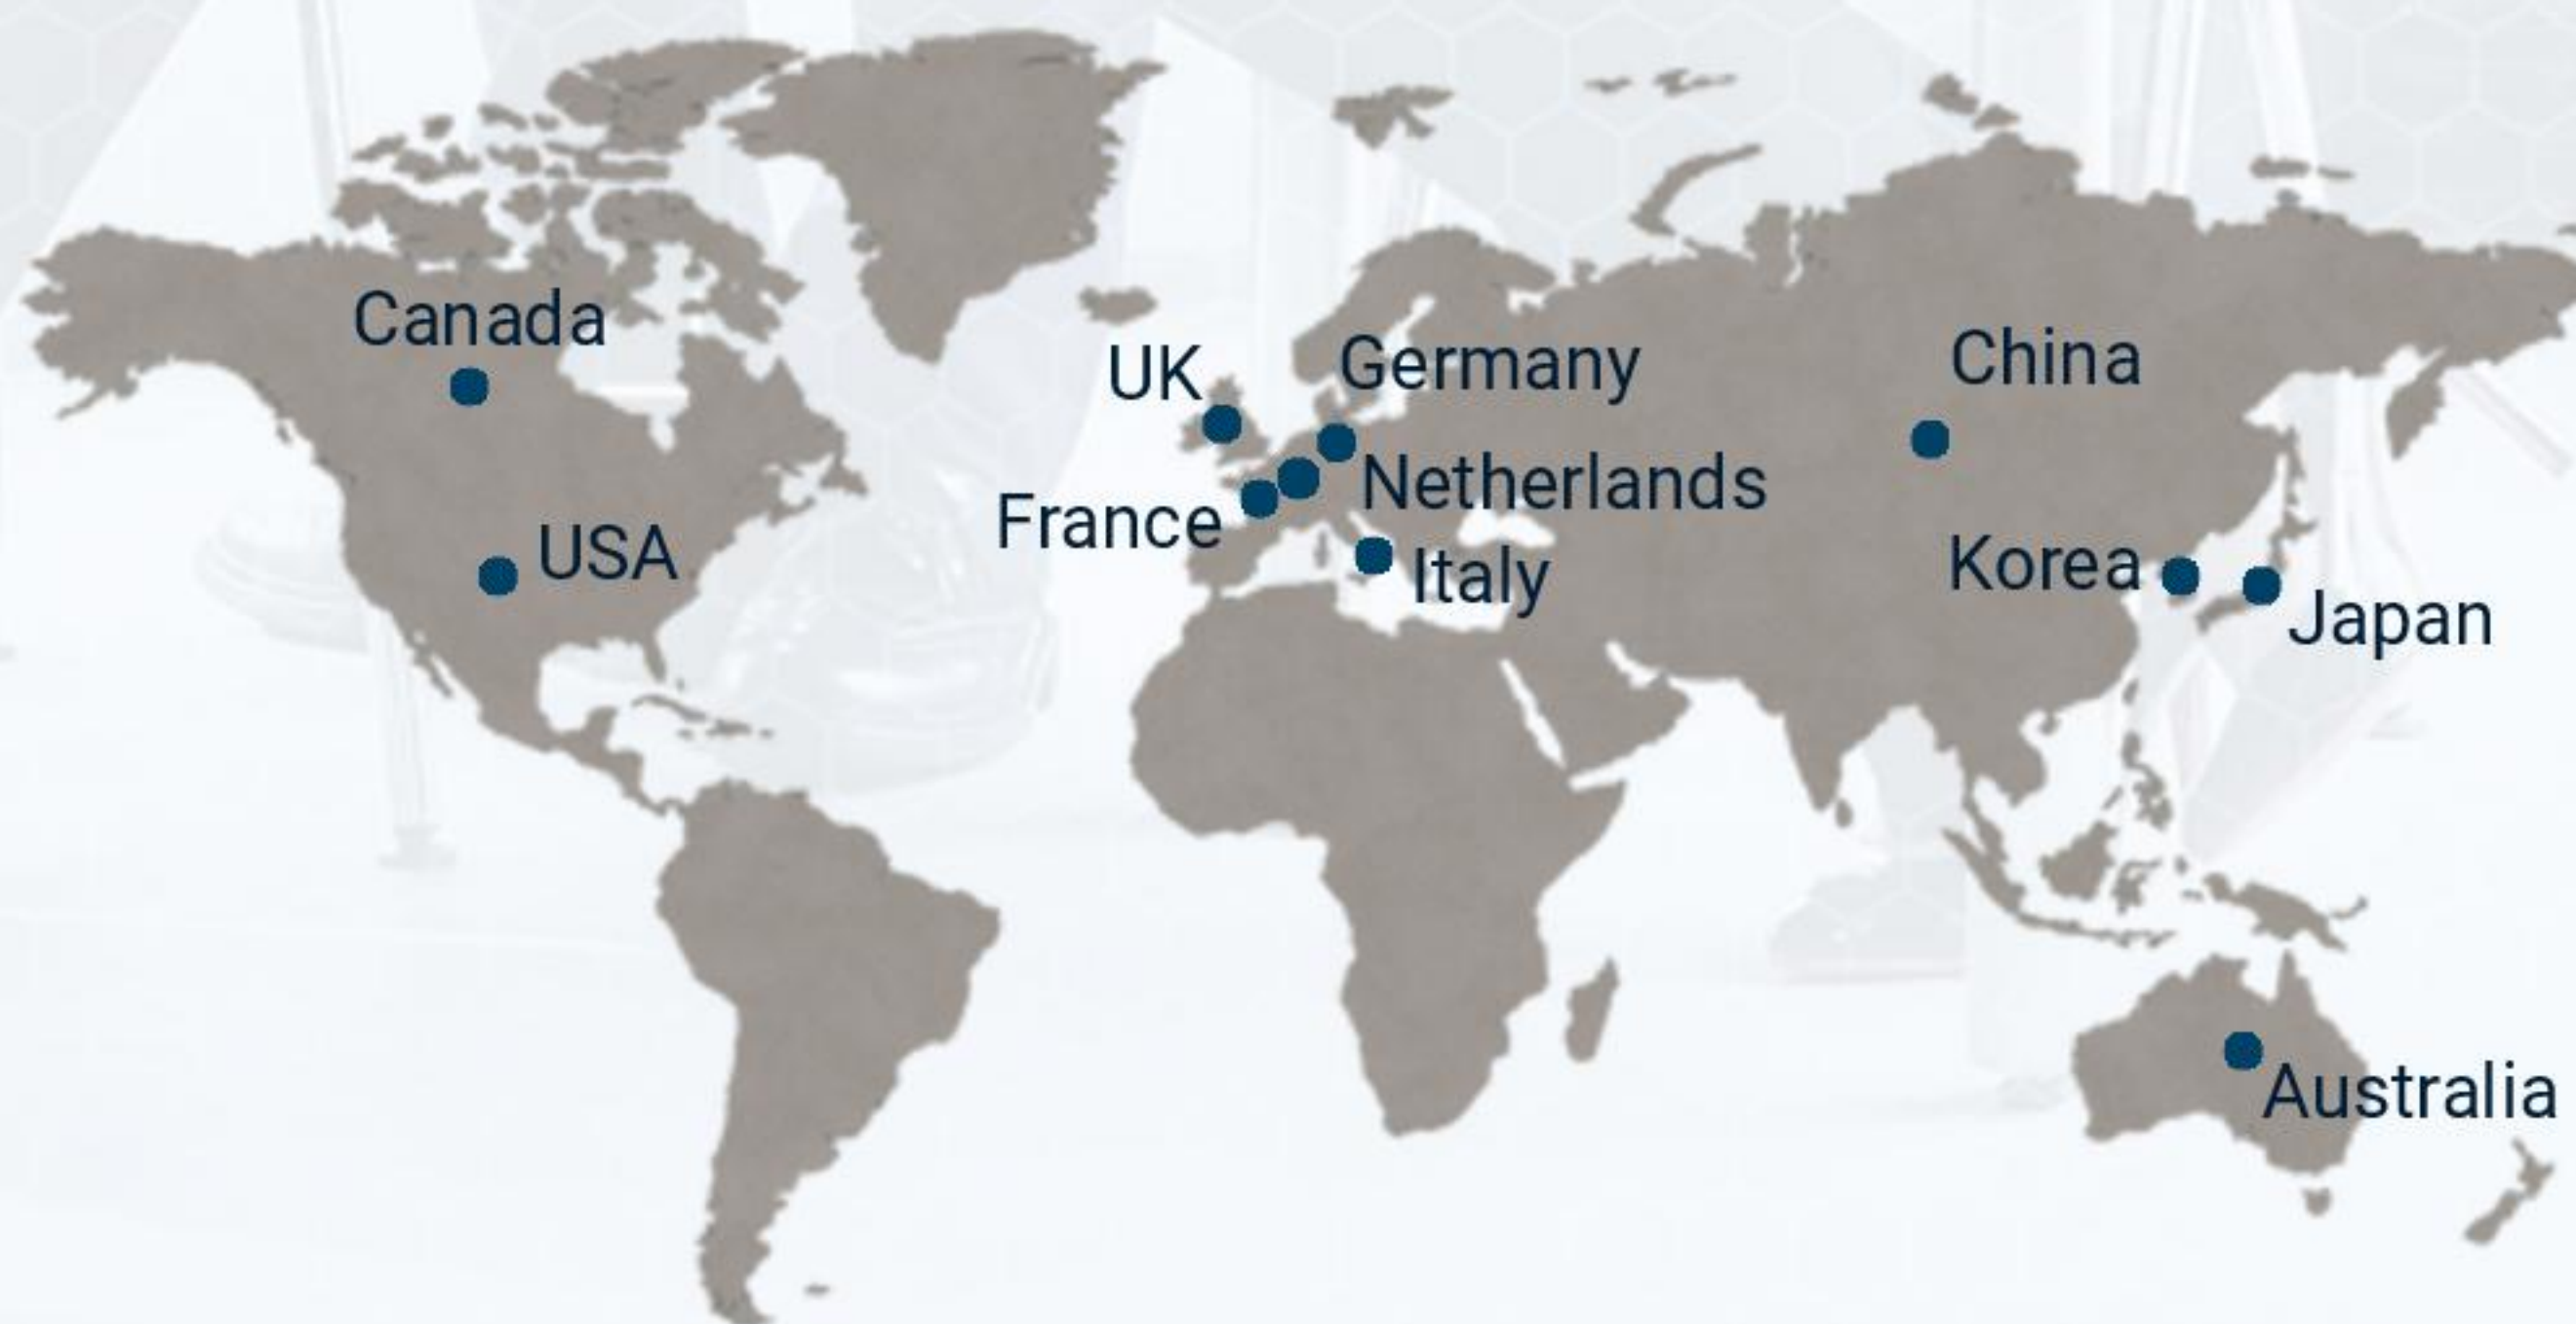 Canada
UK
Germany
China
Netherlands
France
USA
Italy
Korea
Japan
Australia